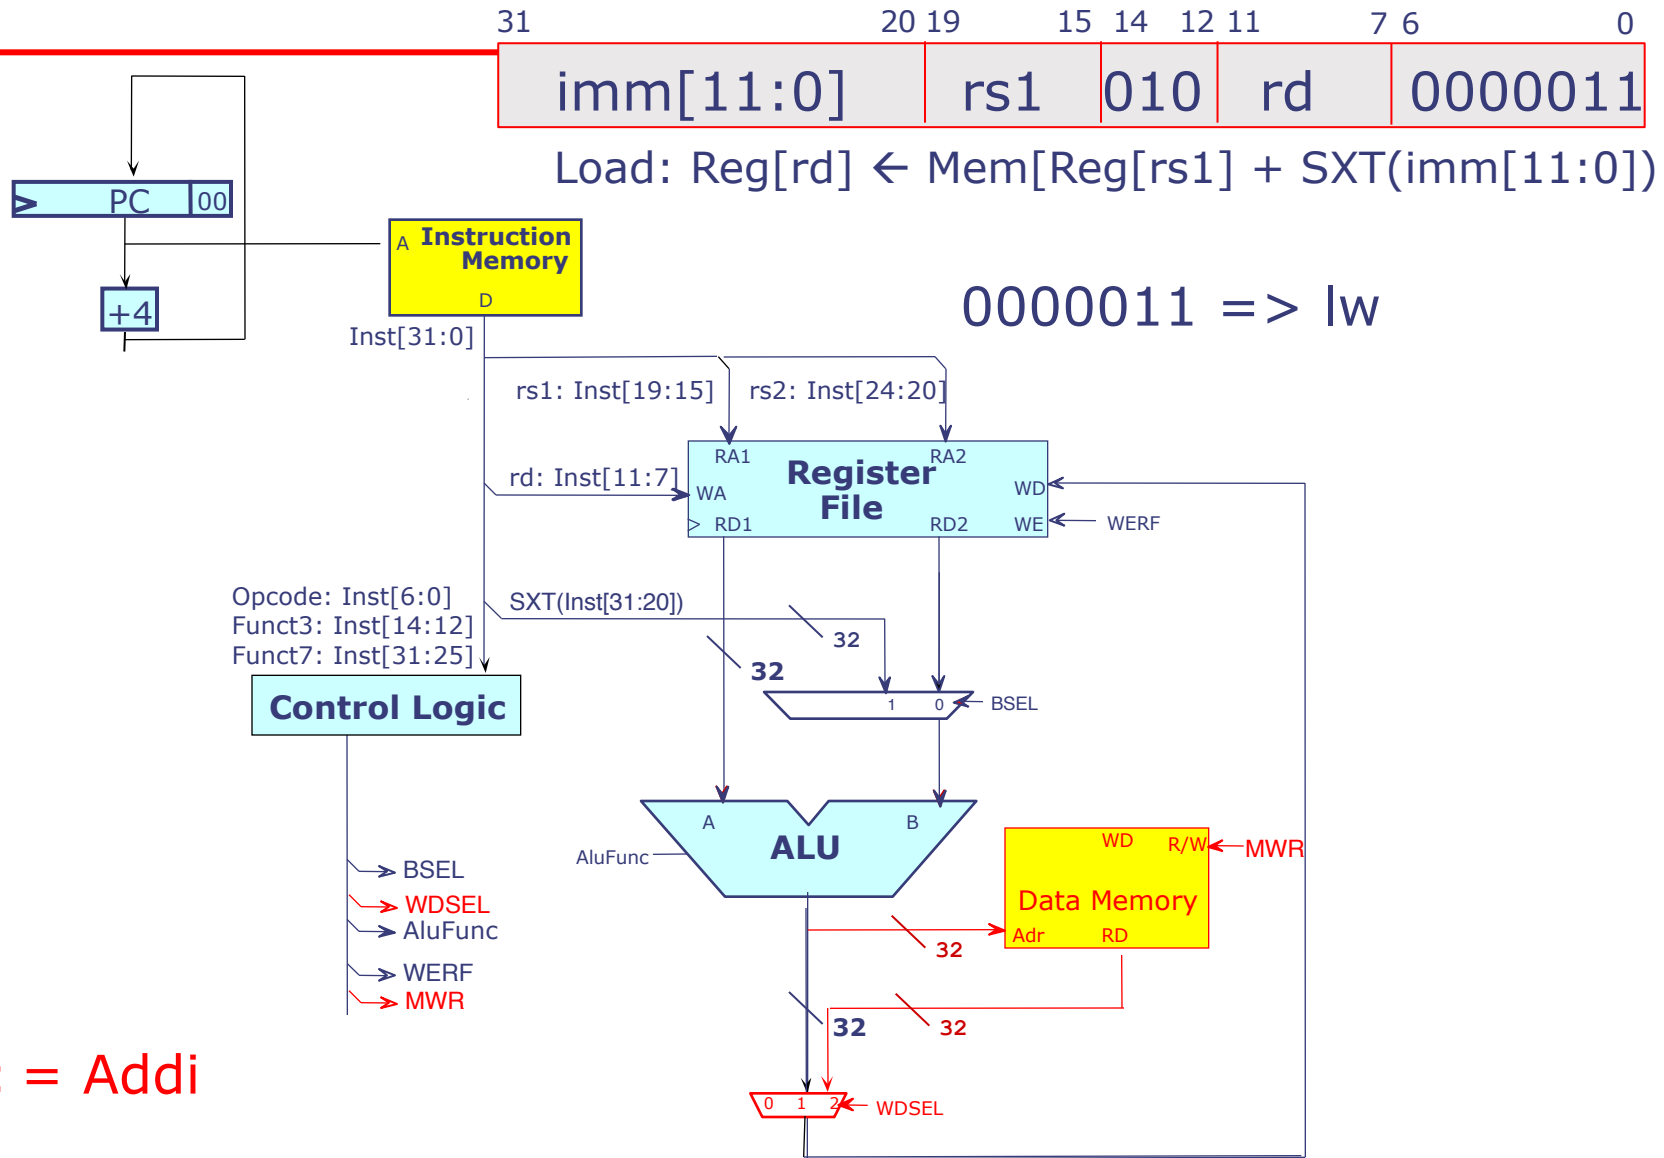 31 20 19 15 14 12 11 7 6 0
imm[11:0] rs1 010 rd 0000011
Load: Reg[rd] ← Mem[Reg[rs1] + SXT(imm[11:0])
PC 00
A Instruction
Memory
D
+4
0000011 => lw
Inst[31:0]
rs1: Inst[19:15] rs2: Inst[24:20]
RA1 RA2
Register
File
rd: Inst[11:7]
WA WD
RD1 RD2 WE
WERF
Opcode: Inst[6:0]
Funct3: Inst[14:12]
Funct7: Inst[31:25]
SXT(Inst[31:20])
32
32
Control Logic
1 0 BSEL
A B
ALU
AluFunc
WD R/W MWR
Data Memory
Adr RD
BSEL
WDSEL
AluFunc
WERF
MWR
32
32
32
= Addi
0 1 2 WDSEL